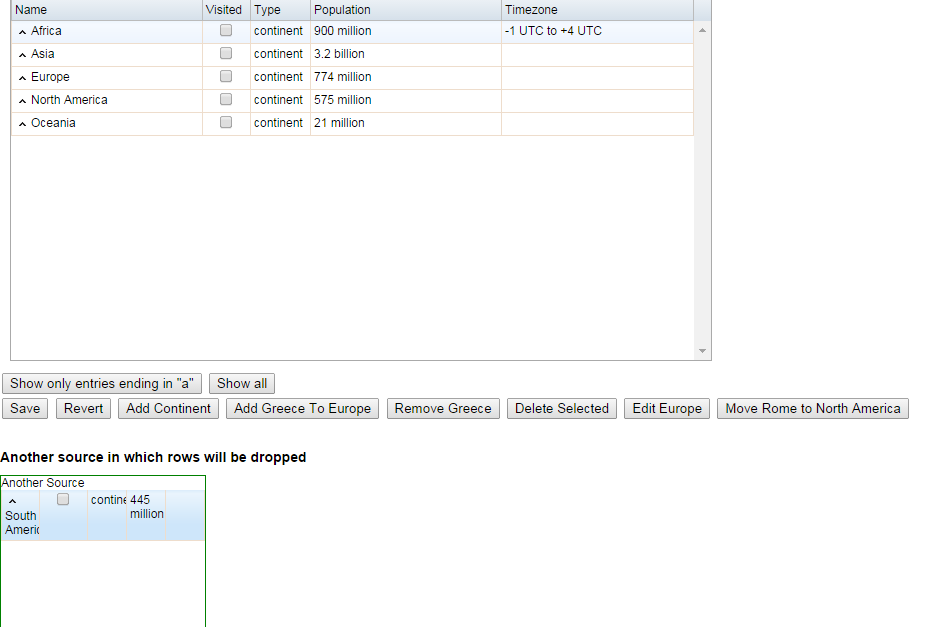 Name Visited Type Population Timezone
Africa continent 900 million -1 UTC to +4 UTC
Asia continent 3.2 billion
Europe continent 774 million
North America continent 575 million
Oceania continent 21 million
Show only entries ending in "a" Show all
Save Revert Add Continent Add Greece To Europe Remove Greece Delete Selected Edit Europe Move Rome to North America
Another source in which rows will be dropped
Another Source
contine 445
South million
Americ